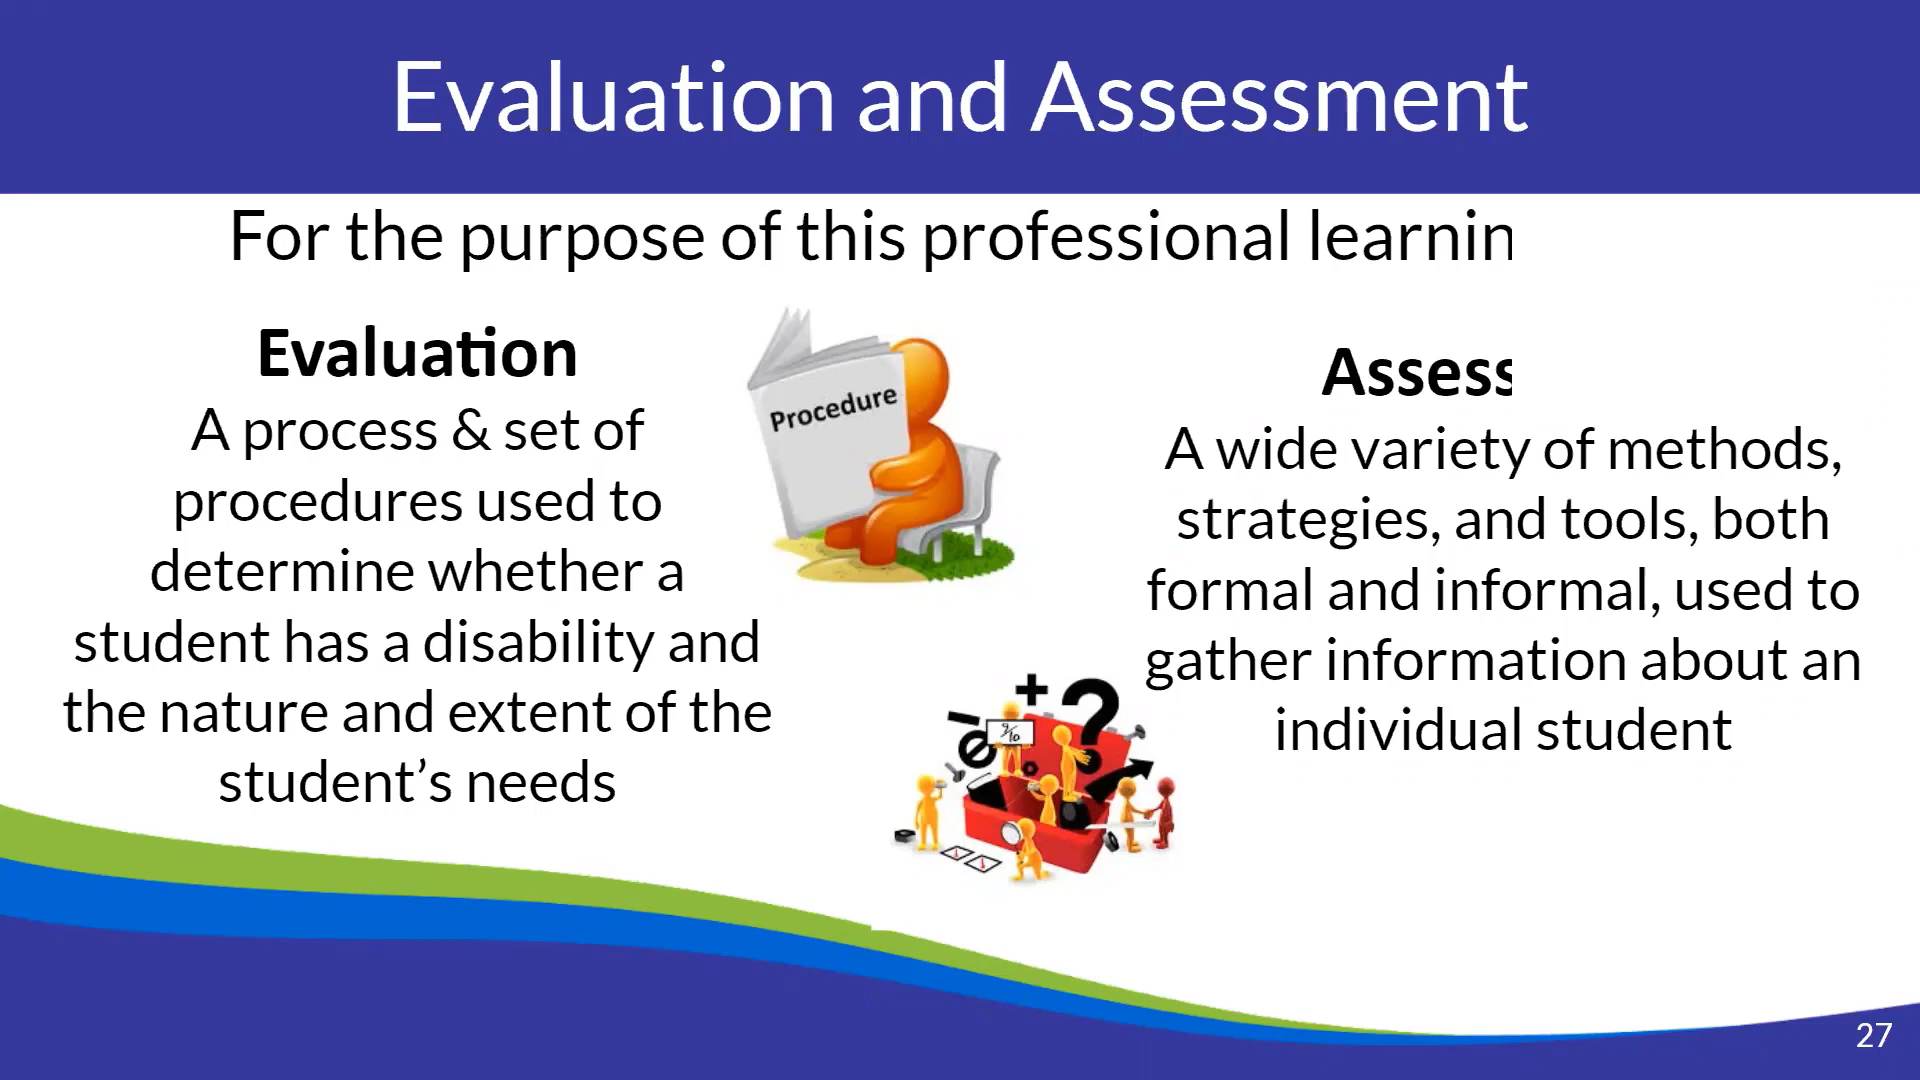 Evaluation and Assessment
For the purpose of this professional learnin
Evaluation
A process & set of
procedures used to
determine whether a
student has a disability and
the nature and extent of the
student’s needs
Procedure
Assess
A wide variety of methods,
strategies, and tools, both
formal and informal, used to
gather information about an
individual student
9/10
27